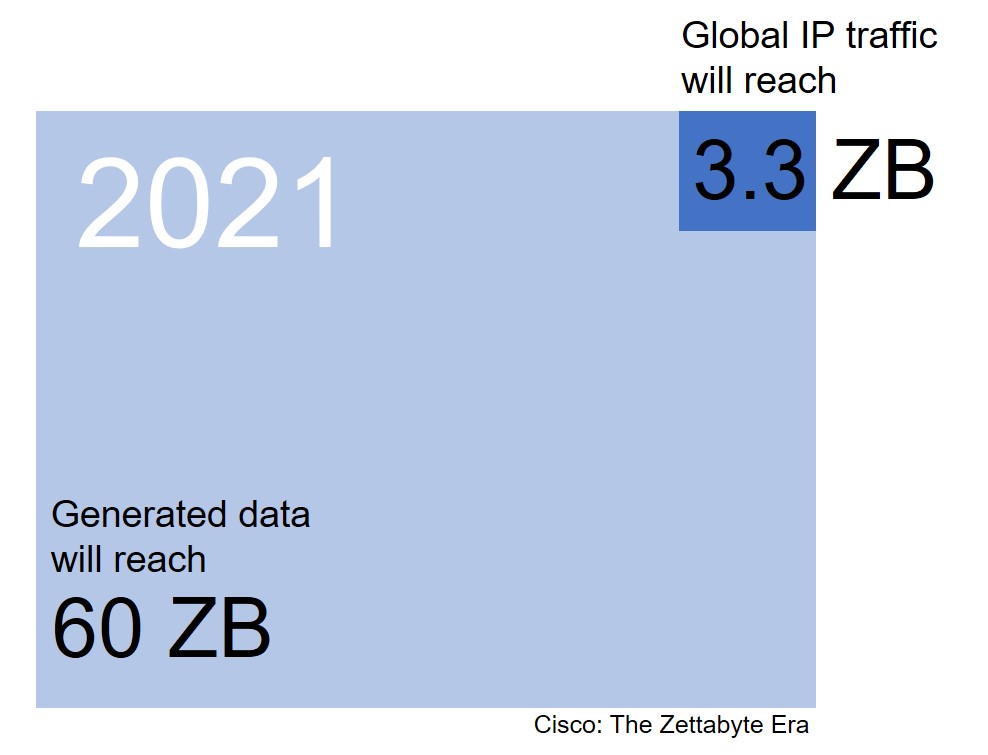 Global IP traffic
will reach
3.3 ZB
2021
Generated data
will reach
60 ZB
Cisco: The Zettabyte Era